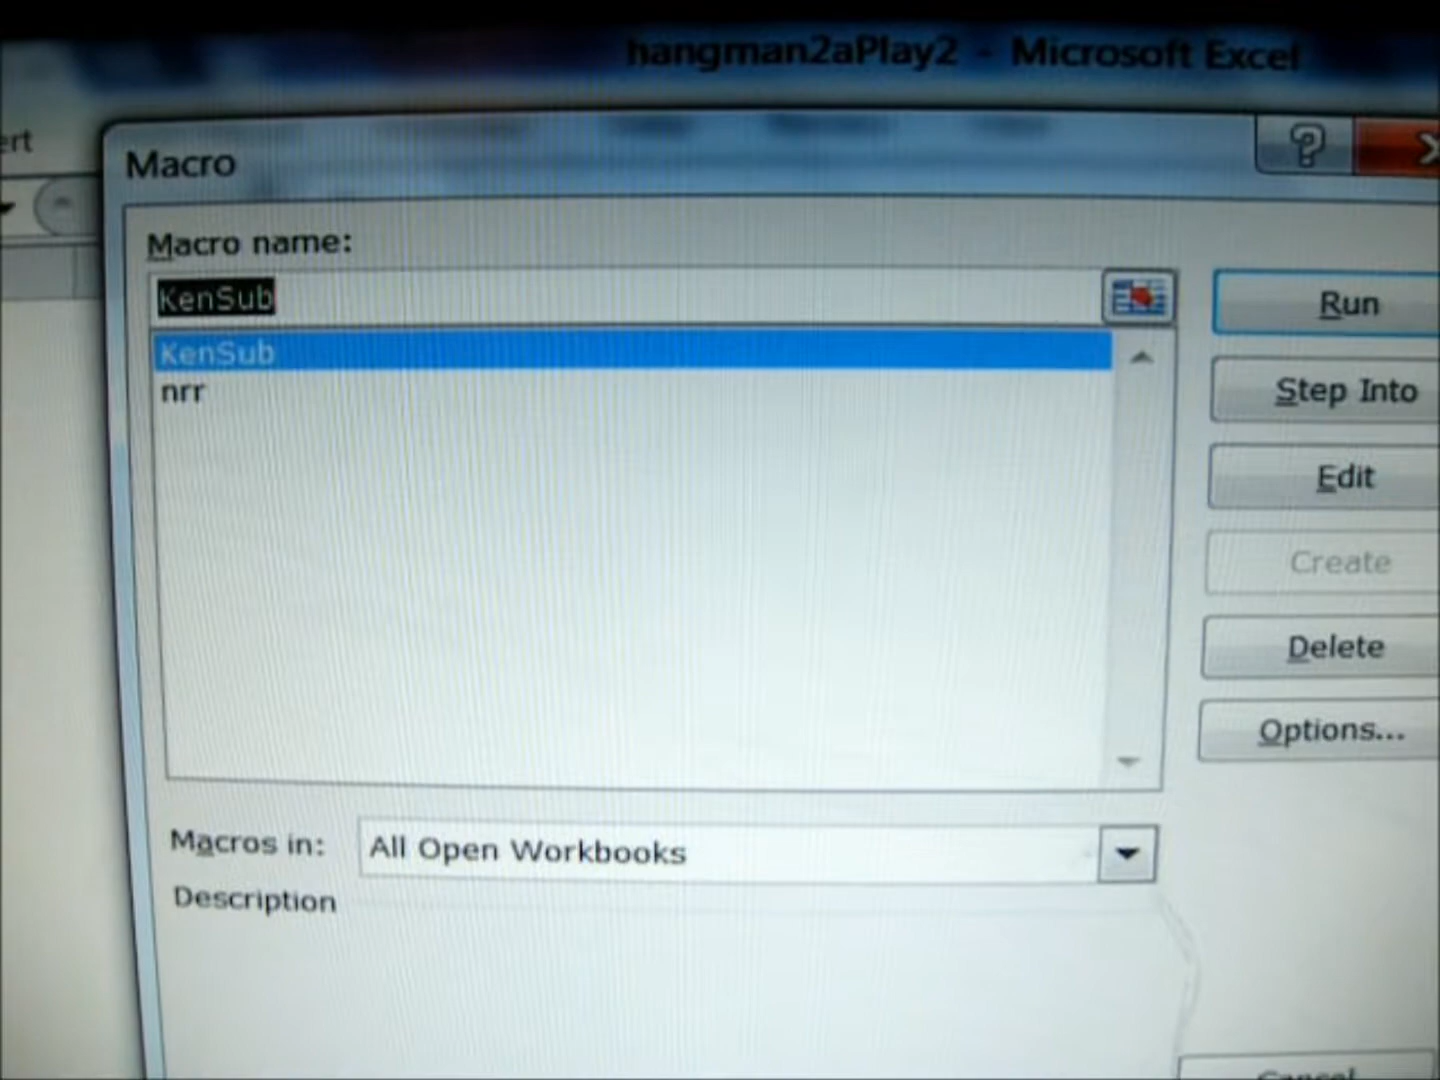 hangman2aPlay2 - Microsoft Excel
ert
Macro
Macro name:
KenSub
KenSub
nrr
Run
Step Into
Edit
Create
Delete
Options...
Macros in:
All Open Workbooks
Description
Cancel